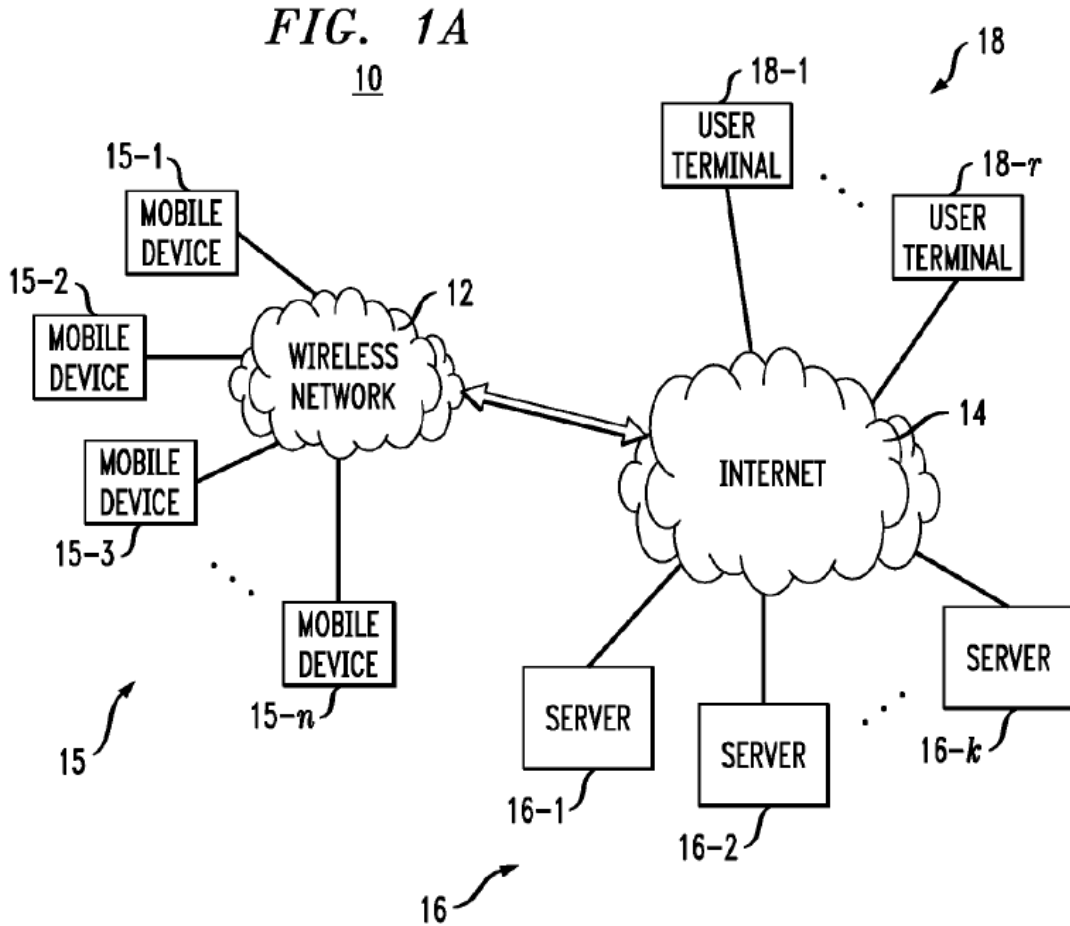 FIG. 1A
10
18
18-1
USER
TERMINAL
18-r
USER
TERMINAL
15-1
MOBILE
DEVICE
15-2
MOBILE
DEVICE
12
WIRELESS
NETWORK
14
INTERNET
MOBILE
DEVICE
15-3
MOBILE
DEVICE
15-n
15
SERVER
16-1
SERVER
16-2
SERVER
16-k
16